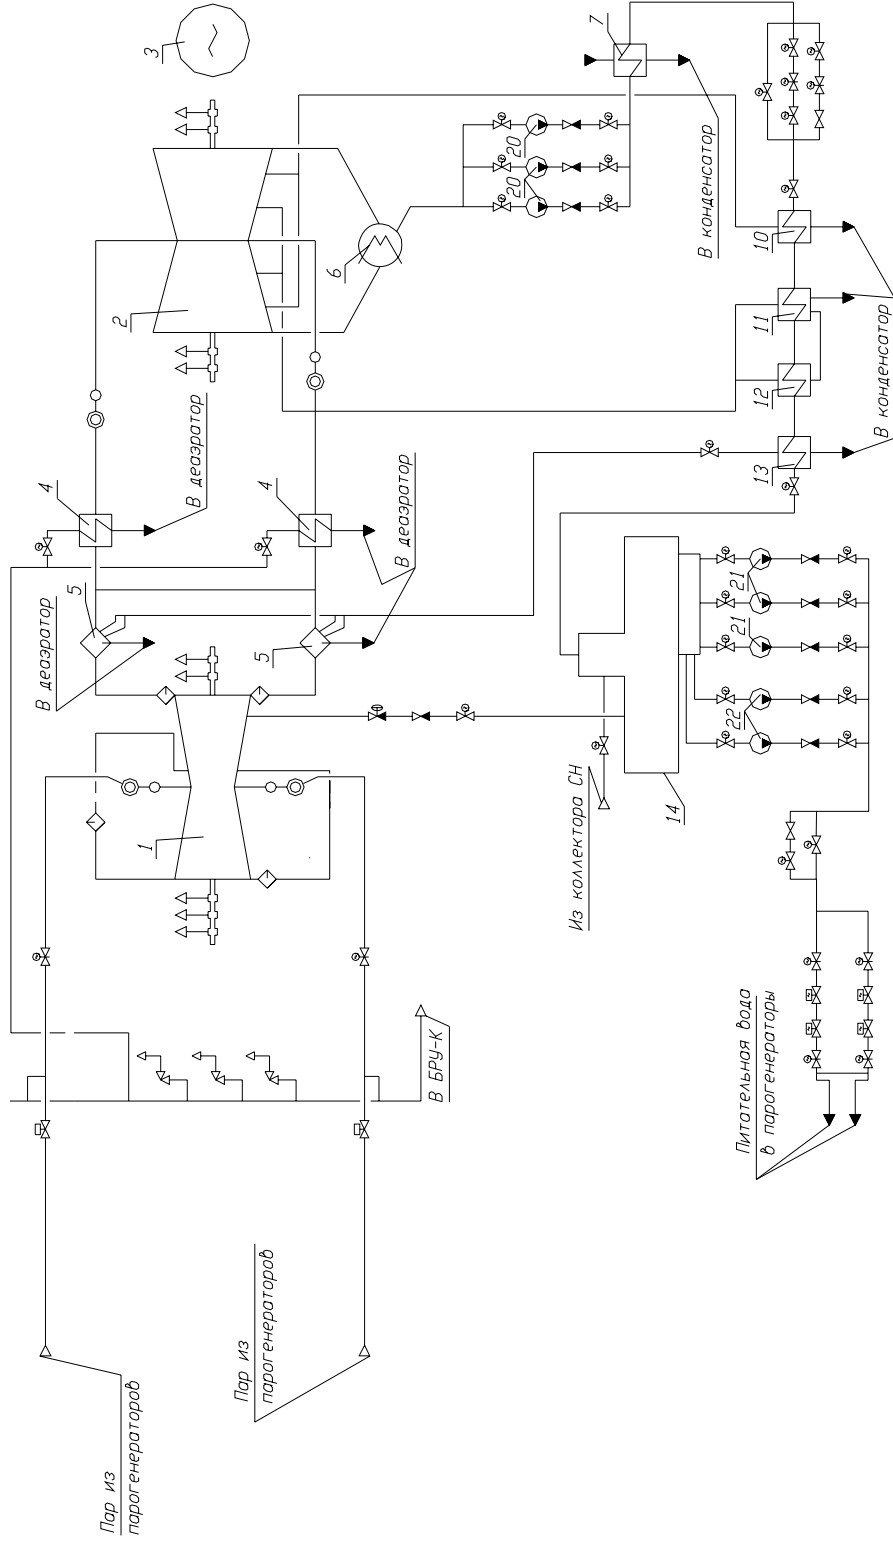 Пар из
парогенераторов
Пар из
парогенераторов
В БРУ-К
1
2
3
4
4
5
5
6
7
В деаэратор
В деаэратор
В деаэратор
20
20
В конденсатор
10
11
12
13
В конденсатор
21
21
22
14
Из коллектора СН
Питательная вода
в парогенераторы